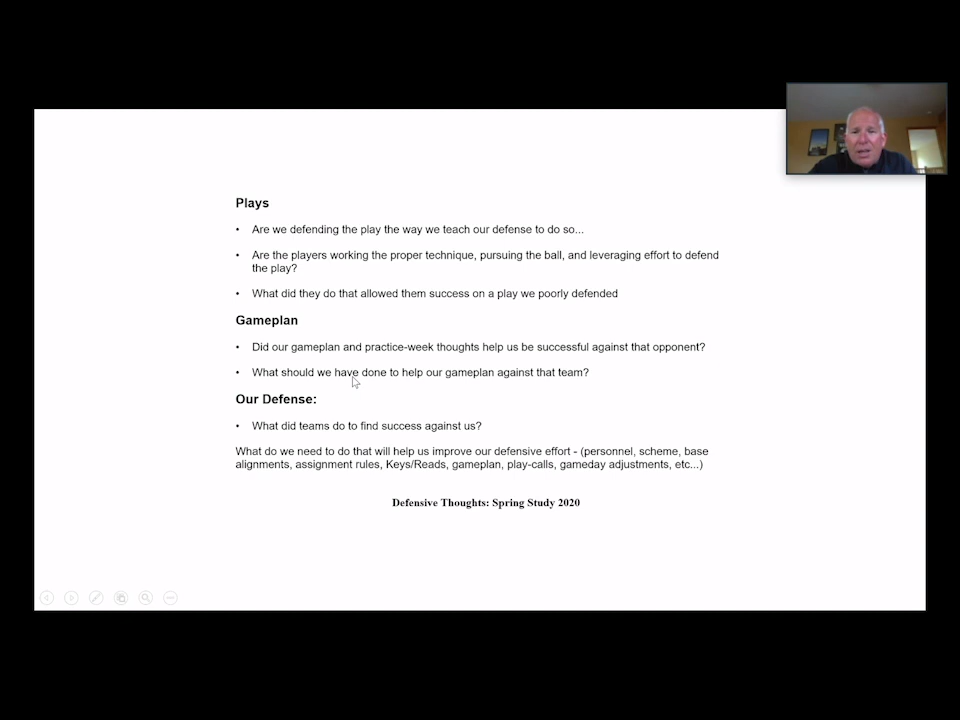 Plays
• Are we defending the play the way we teach our defense to do so...
• Are the players working the proper technique, pursuing the ball, and leveraging effort to defend
the play?
• What did they do that allowed them success on a play we poorly defended
Gameplan
• Did our gameplan and practice-week thoughts help us be successful against that opponent?
• What should we have done to help our gameplan against that team?
Our Defense:
• What did teams do to find success against us?
What do we need to do that will help us improve our defensive effort - (personnel, scheme, base
alignments, assignment rules, Keys/Reads, gameplan, play-calls, gameday adjustments, etc...)
Defensive Thoughts: Spring Study 2020